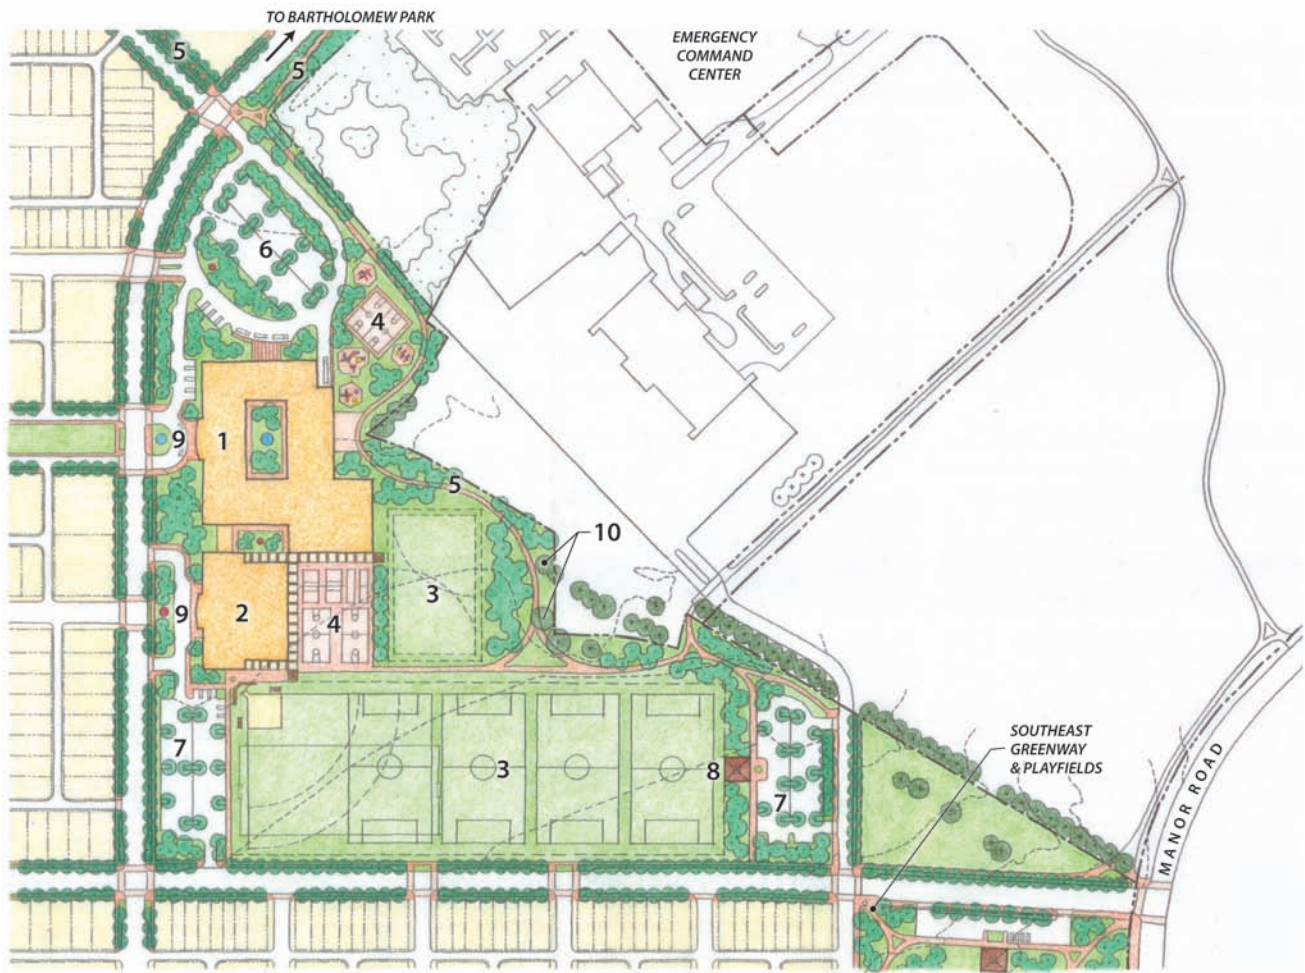 TO BARTHOLOMEW PARK
5
EMERGENCY
COMMAND
CENTER
5
6
4
9
1
5
10
3
9
2
4
SOUTHEAST
GREENWAY
& PLAYFIELDS
7
3
8
7
MANOR ROAD